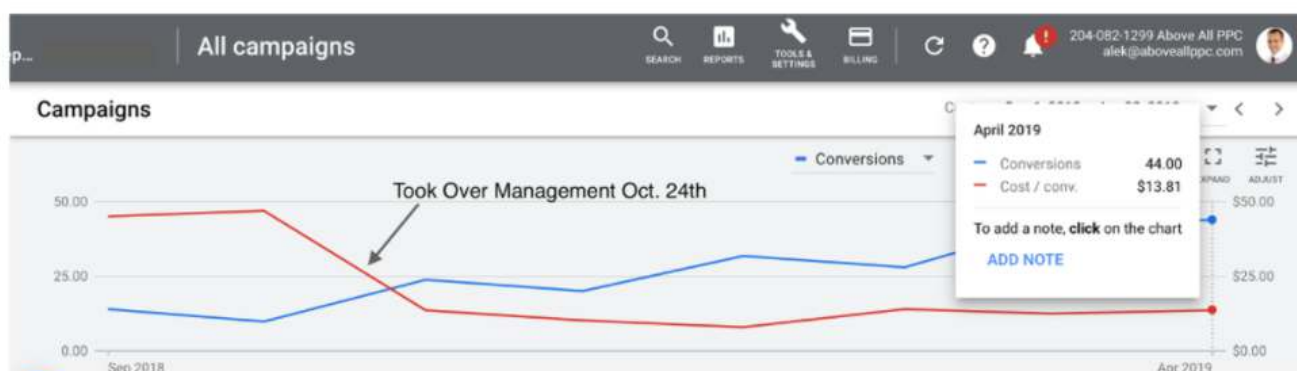 p...
All campaigns
SEARCH
REPORTS
TOOLS &
SETTINGS
BILLING
204-082-1299 Above All PPC
alek@aboveallppc.com
Campaigns
April 2019
Conversions 44.00
Cost / conv. $13.81
To add a note, click on the chart
ADD NOTE
Conversions
ADJUST
Took Over Management Oct. 24th
50.00
$50.00
25.00
$25.00
0.00
$0.00
Sep 2018
Apr 2019